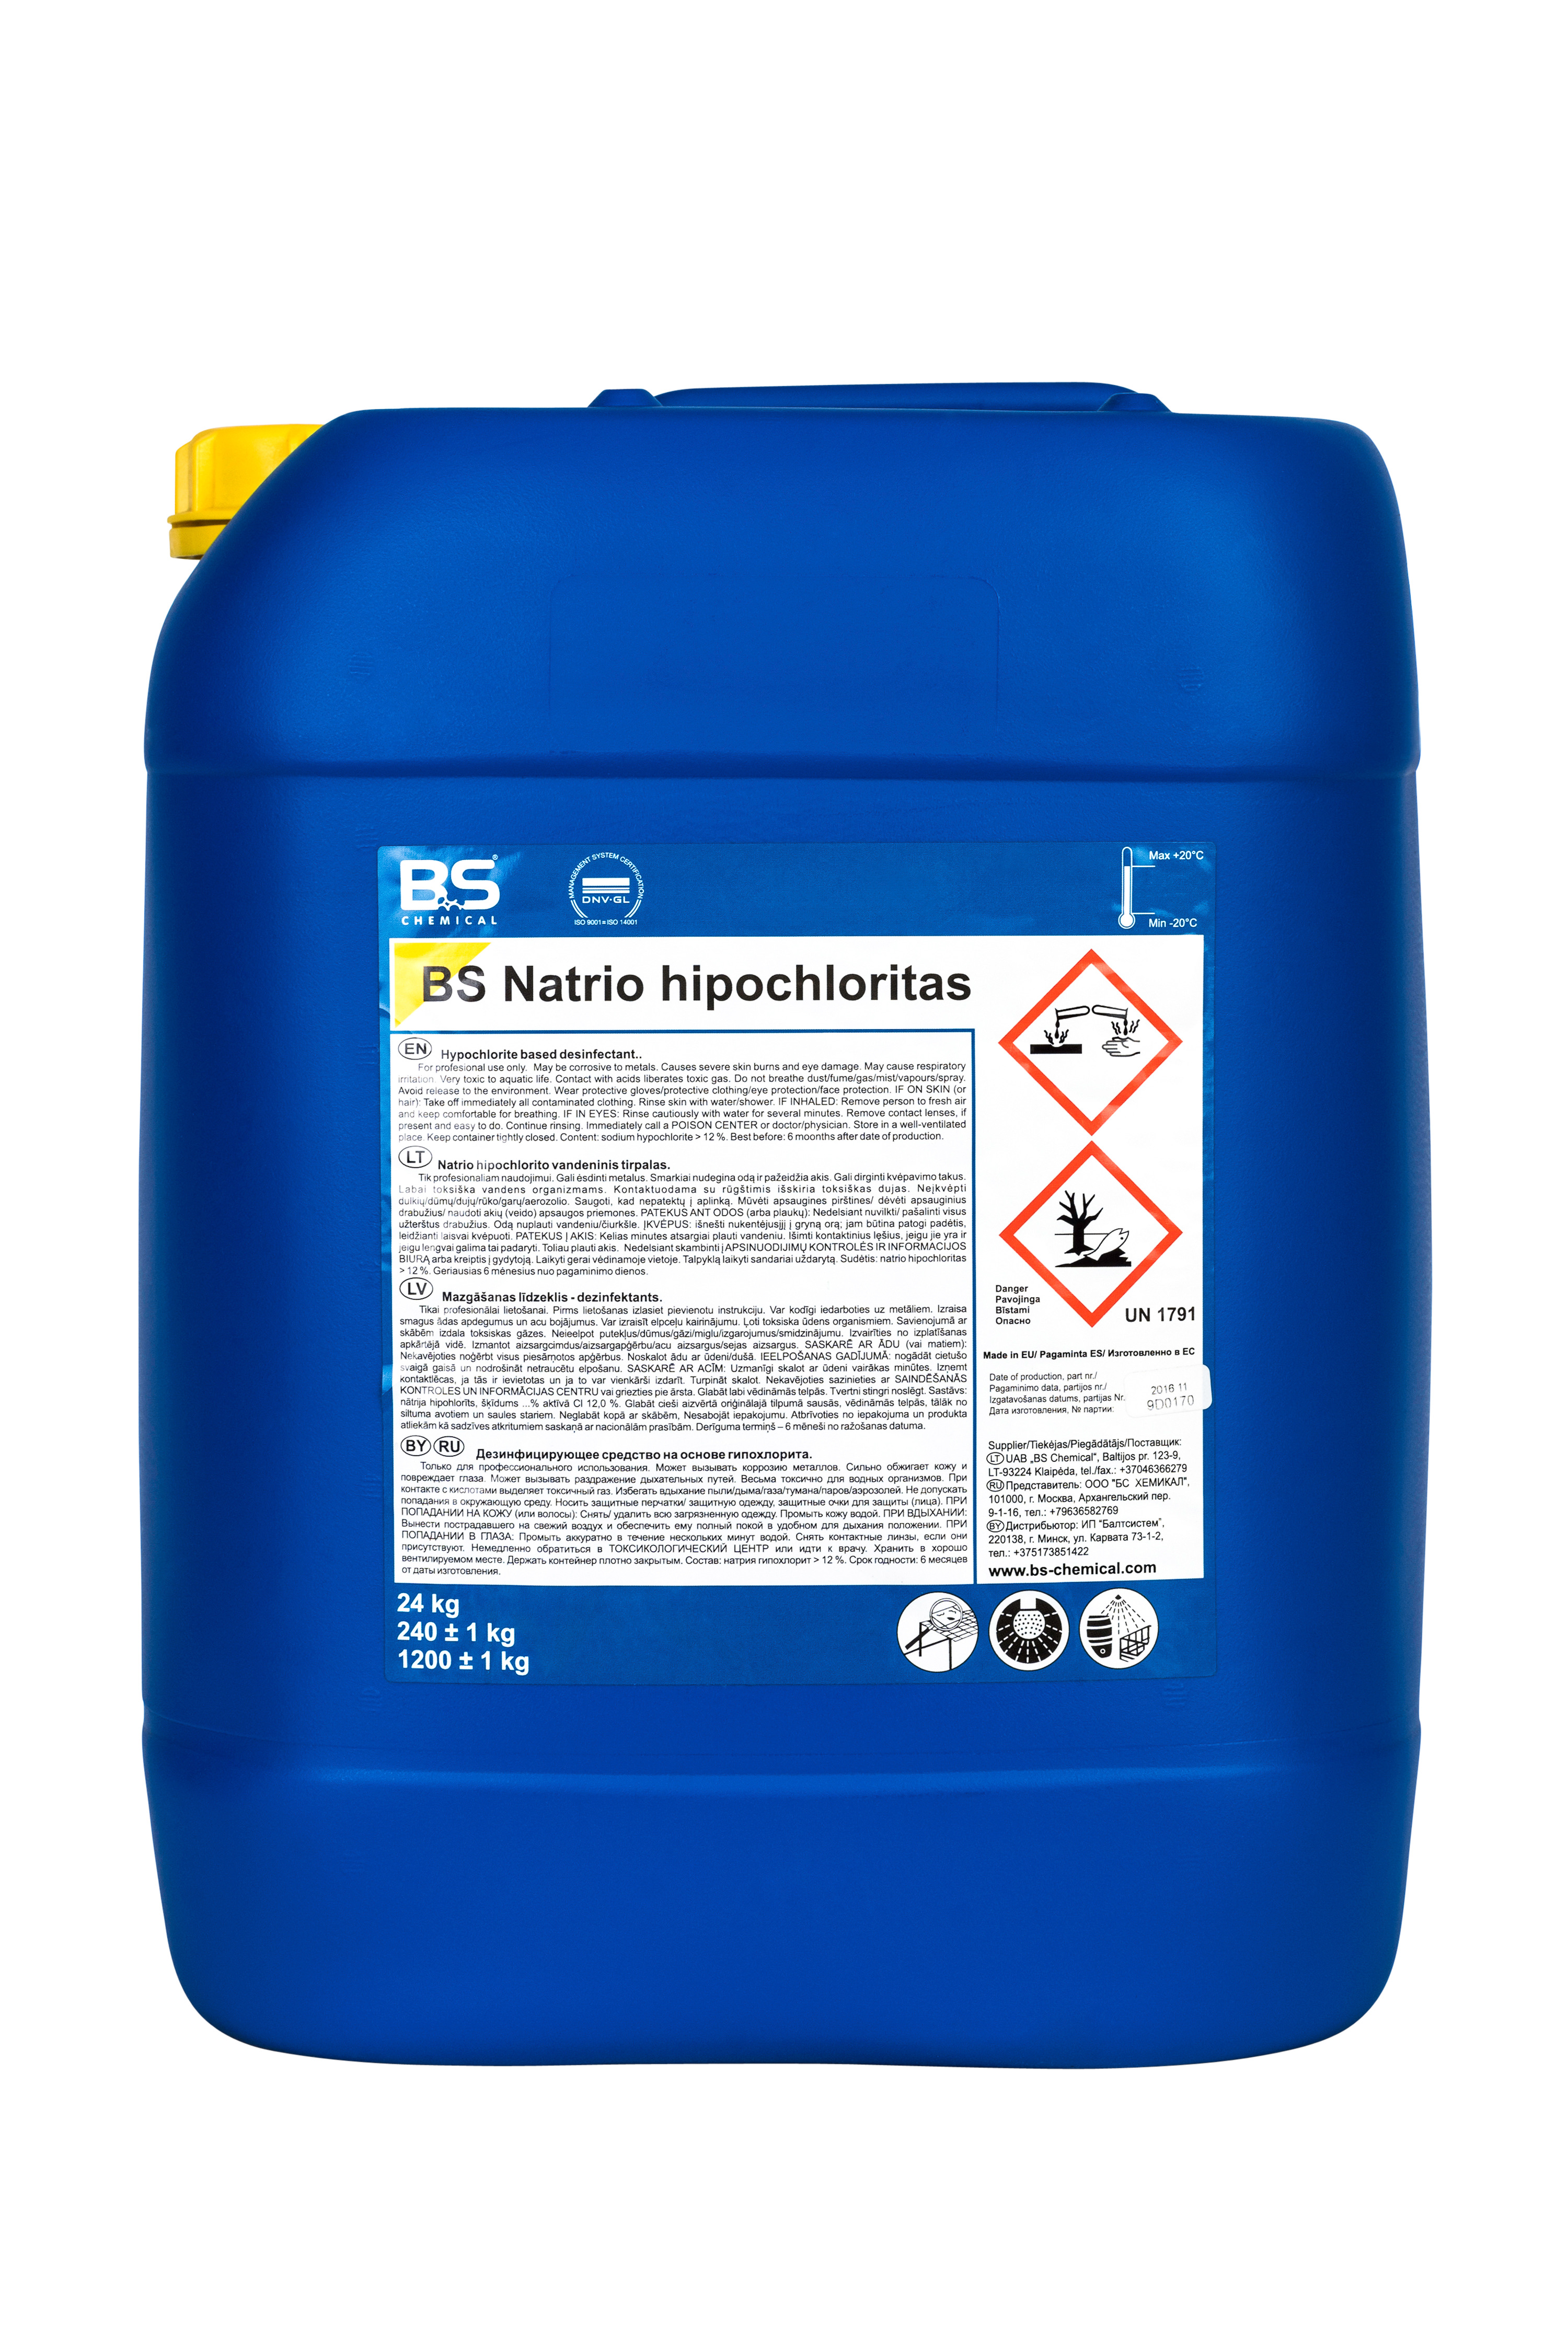 BS®
CHEMICAL
MANAGEMENT SYSTEM CERTIFICATION
DNV·GL
ISO 9001 = ISO 14001
Max +20°C
Min -20°C
BS Natrio hipochloritas
EN Hypochlorite based desinfectant..
For profesional use only. May be corrosive to metals. Causes severe skin burns and eye damage. May cause respiratory
irritation. Very toxic to aquatic life. Contact with acids liberates toxic gas. Do not breathe dust/fume/gas/mist/vapours/spray.
Avoid release to the environment. Wear protective gloves/protective clothing/eye protection/face protection. IF ON SKIN (or
hair): Take off immediately all contaminated clothing. Rinse skin with water/shower. IF INHALED: Remove person to fresh air
and keep comfortable for breathing. IF IN EYES: Rinse cautiously with water for several minutes. Remove contact lenses, if
present and easy to do. Continue rinsing. Immediately call a POISON CENTER or doctor/physician. Store in a well-ventilated
place. Keep container tightly closed. Content: sodium hypochlorite > 12 %. Best before: 6 moonths after date of production.
LT Natrio hipochlorito vandeninis tirpalas.
Tik profesionaliam naudojimui. Gali ėsdinti metalus. Smarkiai nudegina odą ir pažeidžia akis. Gali dirginti kvėpavimo takus.
Labai toksiška vandens organizmams. Kontaktuodama su rūgštimis išskiria toksiškas dujas. Neįkvėpti
dulkių/dūmų/dujų/rūko/garų/aerozolio. Saugoti, kad nepatektų į aplinką. Mūvėti apsaugines pirštines/ dėvėti apsauginius
drabužius/ naudoti akių (veido) apsaugos priemones. PATEKUS ANT ODOS (arba plaukų): Nedelsiant nuvilkti/ pašalinti visus
užterštus drabužius. Odą nuplauti vandeniu/čiurkšle. ĮKVĖPUS: išnešti nukentėjusįjį į gryną orą; jam būtina patogi padėtis,
leidžianti laisvai kvėpuoti. PATEKUS Į AKIS: Kelias minutes atsargiai plauti vandeniu. Išimti kontaktinius lęšius, jeigu jie yra ir
jeigu lengvai galima tai padaryti. Toliau plauti akis. Nedelsiant skambinti į APSINUODIJIMŲ KONTROLĖS IR INFORMACIJOS
BIURĄ arba kreiptis į gydytoją. Laikyti gerai vėdinamoje vietoje. Talpyklą laikyti sandariai uždarytą. Sudėtis: natrio hipochloritas
> 12 %. Geriausias 6 mėnesius nuo pagaminimo dienos.
LV Mazgāšanas līdzeklis - dezinfektants.
Tikai profesionālai lietošanai. Pirms lietošanas izlasiet pievienotu instrukciju. Var kodīgi iedarboties uz metāliem. Izraisa
smagus ādas apdegumus un acu bojājumus. Var izraisīt elpceļu kairinājumu. Ļoti toksiska ūdens organismiem. Savienojumā ar
skābēm izdala toksiskas gāzes. Neieelpot putekļus/dūmus/gāzi/miglu/izgarojumus/smidzinājumu. Izvairīties no izplatīšanas
apkārtējā vidē. Izmantot aizsargcimdus/aizsargapģērbu/acu aizsargus/sejas aizsargus. SASKARĒ AR ĀDU (vai matiem):
Nekavējoties noģērbt visus piesārņotos apģērbus. Noskalot ādu ar ūdeni/dušā. IEELPOŠANAS GADĪJUMĀ: nogādāt cietušo
svaigā gaisā un nodrošināt netraucētu elpošanu. SASKARĒ AR ACĪM: Uzmanīgi skalot ar ūdeni vairākas minūtes. Izņemt
kontaktlēcas, ja tās ir ievietotas un ja to var vienkārši izdarīt. Turpināt skalot. Nekavējoties sazinieties ar SAINDĒŠANĀS
KONTROLES UN INFORMĀCIJAS CENTRU vai griezties pie ārsta. Glabāt labi vēdināmās telpās. Tvertni stingri noslēgt. Sastāvs:
nātrija hipohlorīts, šķīdums ...% aktīvā Cl 12,0 %. Glabāt cieši aizvērtā oriģinālajā tilpumā sausās, vēdināmās telpās, tālāk no
siltuma avotiem un saules stariem. Neglabāt kopā ar skābēm, Nesabojāt iepakojumu. Atbrīvoties no iepakojuma un produkta
atliekām kā sadzīves atkritumiem saskaņā ar nacionālām prasībām. Derīguma termiņš – 6 mēneši no ražošanas datuma.
BY RU Дезинфицирующее средство на основе гипохлорита.
Только для профессионального использования. Может вызывать коррозию металлов. Сильно обжигает кожу и
повреждает глаза. Может вызывать раздражение дыхательных путей. Весьма токсично для водных организмов. При
контакте с кислотами выделяет токсичный газ. Избегать вдыхание пыли/дыма/газа/тумана/паров/аэрозолей. Не допускать
попадания в окружающую среду. Носить защитные перчатки/ защитную одежду, защитные очки для защиты (лица). ПРИ
ПОПАДАНИИ НА КОЖУ (или волосы): Снять/ удалить всю загрязненную одежду. Промыть кожу водой. ПРИ ВДЫХАНИИ:
Вынести пострадавшего на свежий воздух и обеспечить ему полный покой в удобном для дыхания положении. ПРИ
ПОПАДАНИИ В ГЛАЗА: Промыть аккуратно в течение нескольких минут водой. Снять контактные линзы, если они
присутствуют. Немедленно обратиться в ТОКСИКОЛОГИЧЕСКИЙ ЦЕНТР или идти к врачу. Хранить в хорошо
вентилируемом месте. Держать контейнер плотно закрытым. Состав: натрия гипохлорит > 12 %. Срок годности: 6 месяцев
от даты изготовления.
Danger
Pavojinga
Bīstami
Опасно
UN 1791
Made in EU/ Pagaminta ES/ Изготовленно в ЕС
Date of production, part nr./
Pagaminimo data, partijos nr./
Izgatavošanas datums, partijas Nr.
Дата изготовления, № партии:
2016 11
9D0170
Supplier/Tiekėjas/Piegādātājs/Поставщик:
LT UAB „BS Chemical“, Baltijos pr. 123-9,
LT-93224 Klaipėda, tel./fax.: +37046366279
RU Представитель: ООО "БС ХЕМИКАЛ",
101000, г. Москва, Архангельский пер.
9-1-16, тел.: +79636582769
BY Дистрибьютор: ИП "Балтсистем",
220138, г. Минск, ул. Карвата 73-1-2,
тел.: +375173851422
www.bs-chemical.com
24 kg
240 ± 1 kg
1200 ± 1 kg